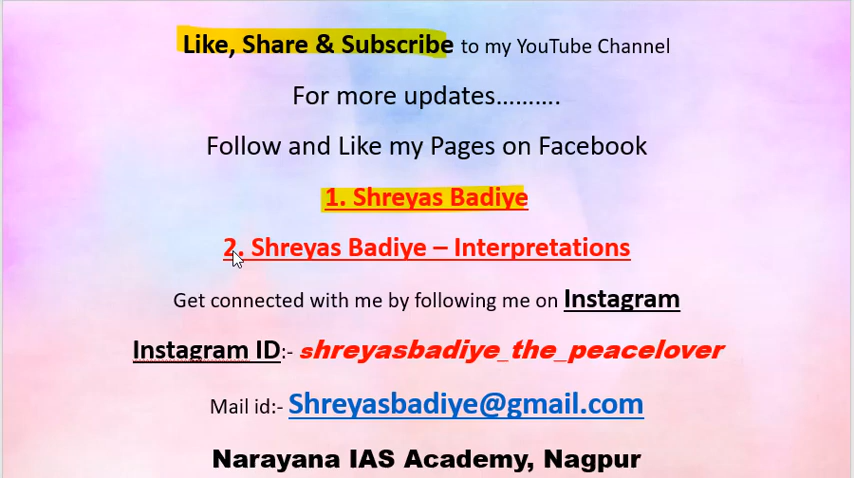 Like, Share & Subscribe to my YouTube Channel
For more updates……….
Follow and Like my Pages on Facebook
1. Shreyas Badiye
2. Shreyas Badiye – Interpretations
Get connected with me by following me on Instagram
Instagram ID:- shreyasbadiye_the_peacelover
Mail id:- Shreyasbadiye@gmail.com
Narayana IAS Academy, Nagpur